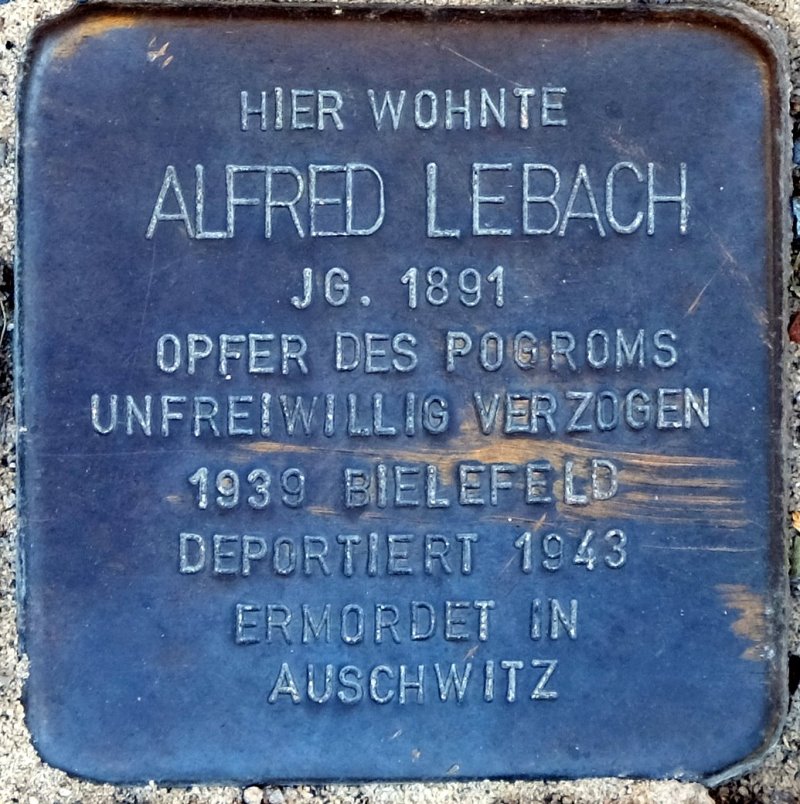 HIER WOHNTE
ALFRED LEBACH
JG. 1891
OPFER DES POGROMS
UNFREIWILLIG VERZOGEN
1939 BIELEFELD
DEPORTIERT 1943
ERMORDET IN
AUSCHWITZ